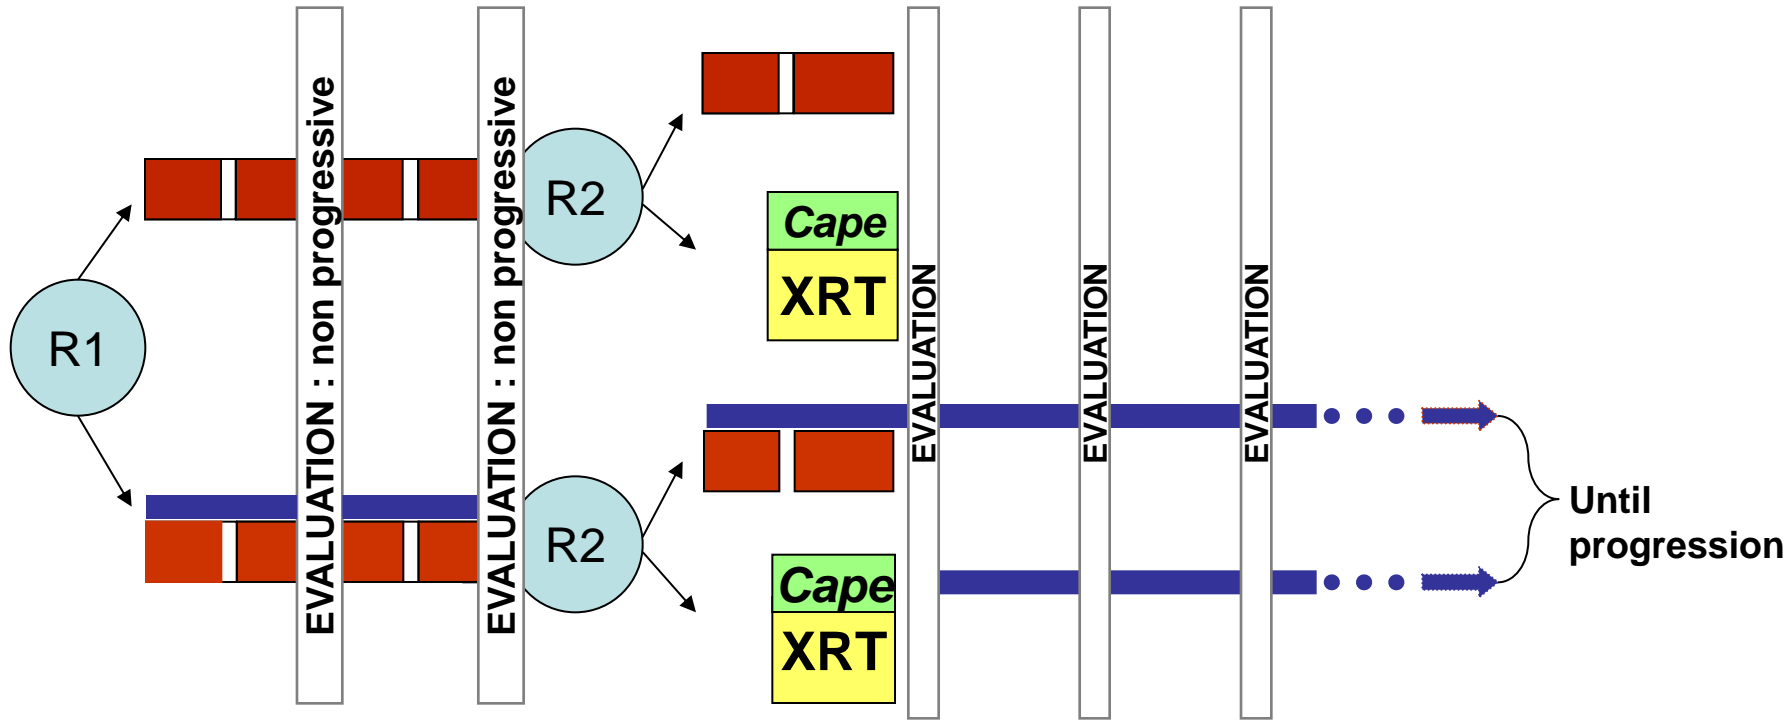 R1
EVALUATION : non progressive
EVALUATION : non progressive
R2
R2
Cape
XRT
Cape
XRT
EVALUATION
EVALUATION
EVALUATION
Until
progression